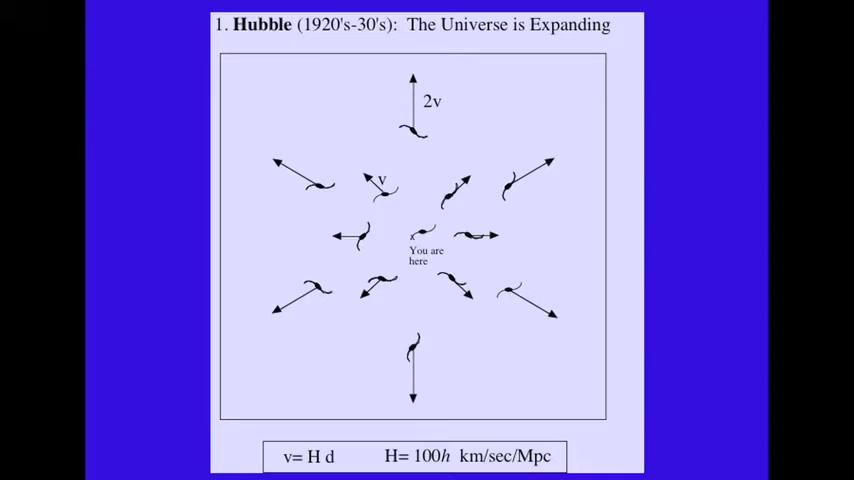 1. Hubble (1920's-30's): The Universe is Expanding
2v
v
x
You are
here
v= H d H= 100h km/sec/Mpc